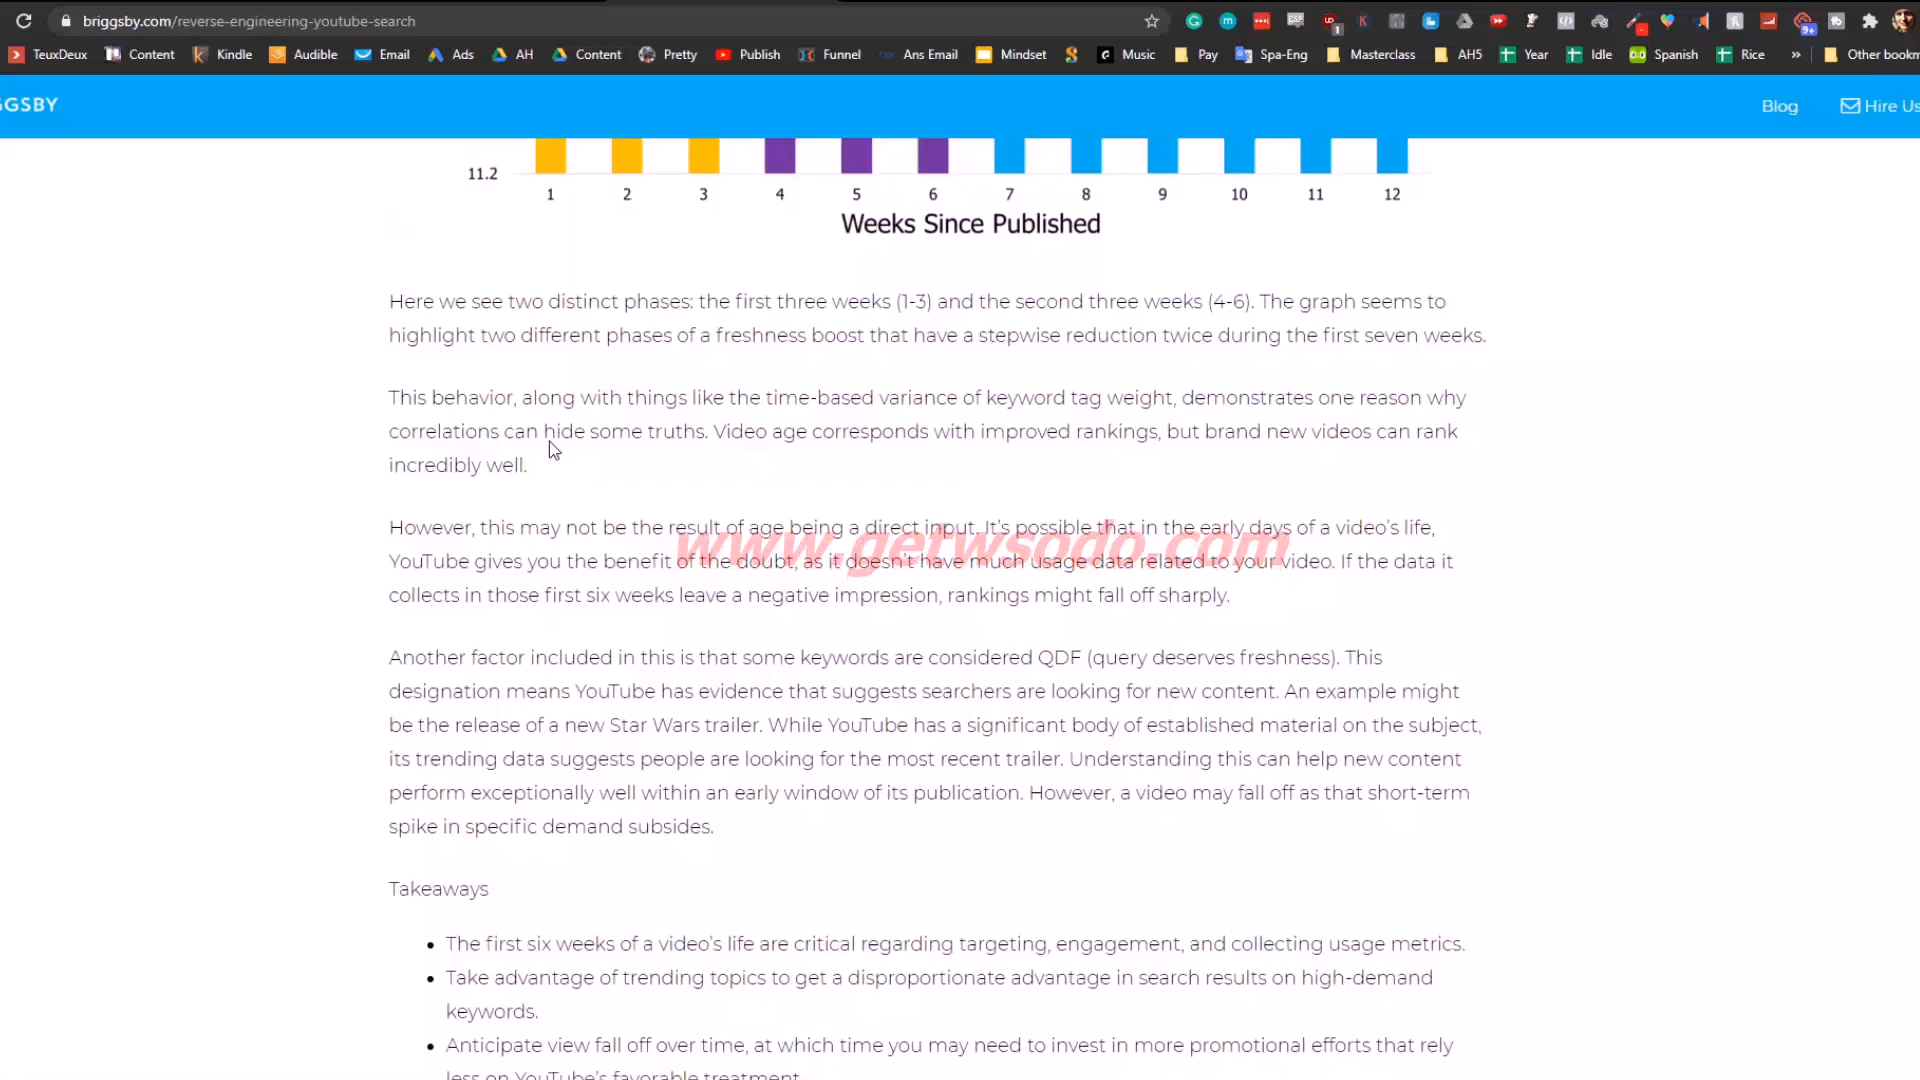 briggsby.com/reverse-engineering-youtube-search
TeuxDeux Content Kindle Audible Email Ads AH Content Pretty Publish Funnel Ans Email Mindset Music Pay Spa-Eng Masterclass AH5 Year Idle Spanish Rice » Other bookm
GGSBY
Blog Hire Us
11.2
1 2 3 4 5 6 7 8 9 10 11 12
Weeks Since Published
Here we see two distinct phases: the first three weeks (1-3) and the second three weeks (4-6). The graph seems to
highlight two different phases of a freshness boost that have a stepwise reduction twice during the first seven weeks.
This behavior, along with things like the time-based variance of keyword tag weight, demonstrates one reason why
correlations can hide some truths. Video age corresponds with improved rankings, but brand new videos can rank
incredibly well.
However, this may not be the result of age being a direct input. It's possible that in the early days of a video's life,
www.getwsodo.com
YouTube gives you the benefit of the doubt, as it doesn't have much usage data related to your video. If the data it
collects in those first six weeks leave a negative impression, rankings might fall off sharply.
Another factor included in this is that some keywords are considered QDF (query deserves freshness). This
designation means YouTube has evidence that suggests searchers are looking for new content. An example might
be the release of a new Star Wars trailer. While YouTube has a significant body of established material on the subject,
its trending data suggests people are looking for the most recent trailer. Understanding this can help new content
perform exceptionally well within an early window of its publication. However, a video may fall off as that short-term
spike in specific demand subsides.
Takeaways
• The first six weeks of a video's life are critical regarding targeting, engagement, and collecting usage metrics.
• Take advantage of trending topics to get a disproportionate advantage in search results on high-demand
keywords.
• Anticipate view fall off over time, at which time you may need to invest in more promotional efforts that rely
less on YouTube's favorable treatment.